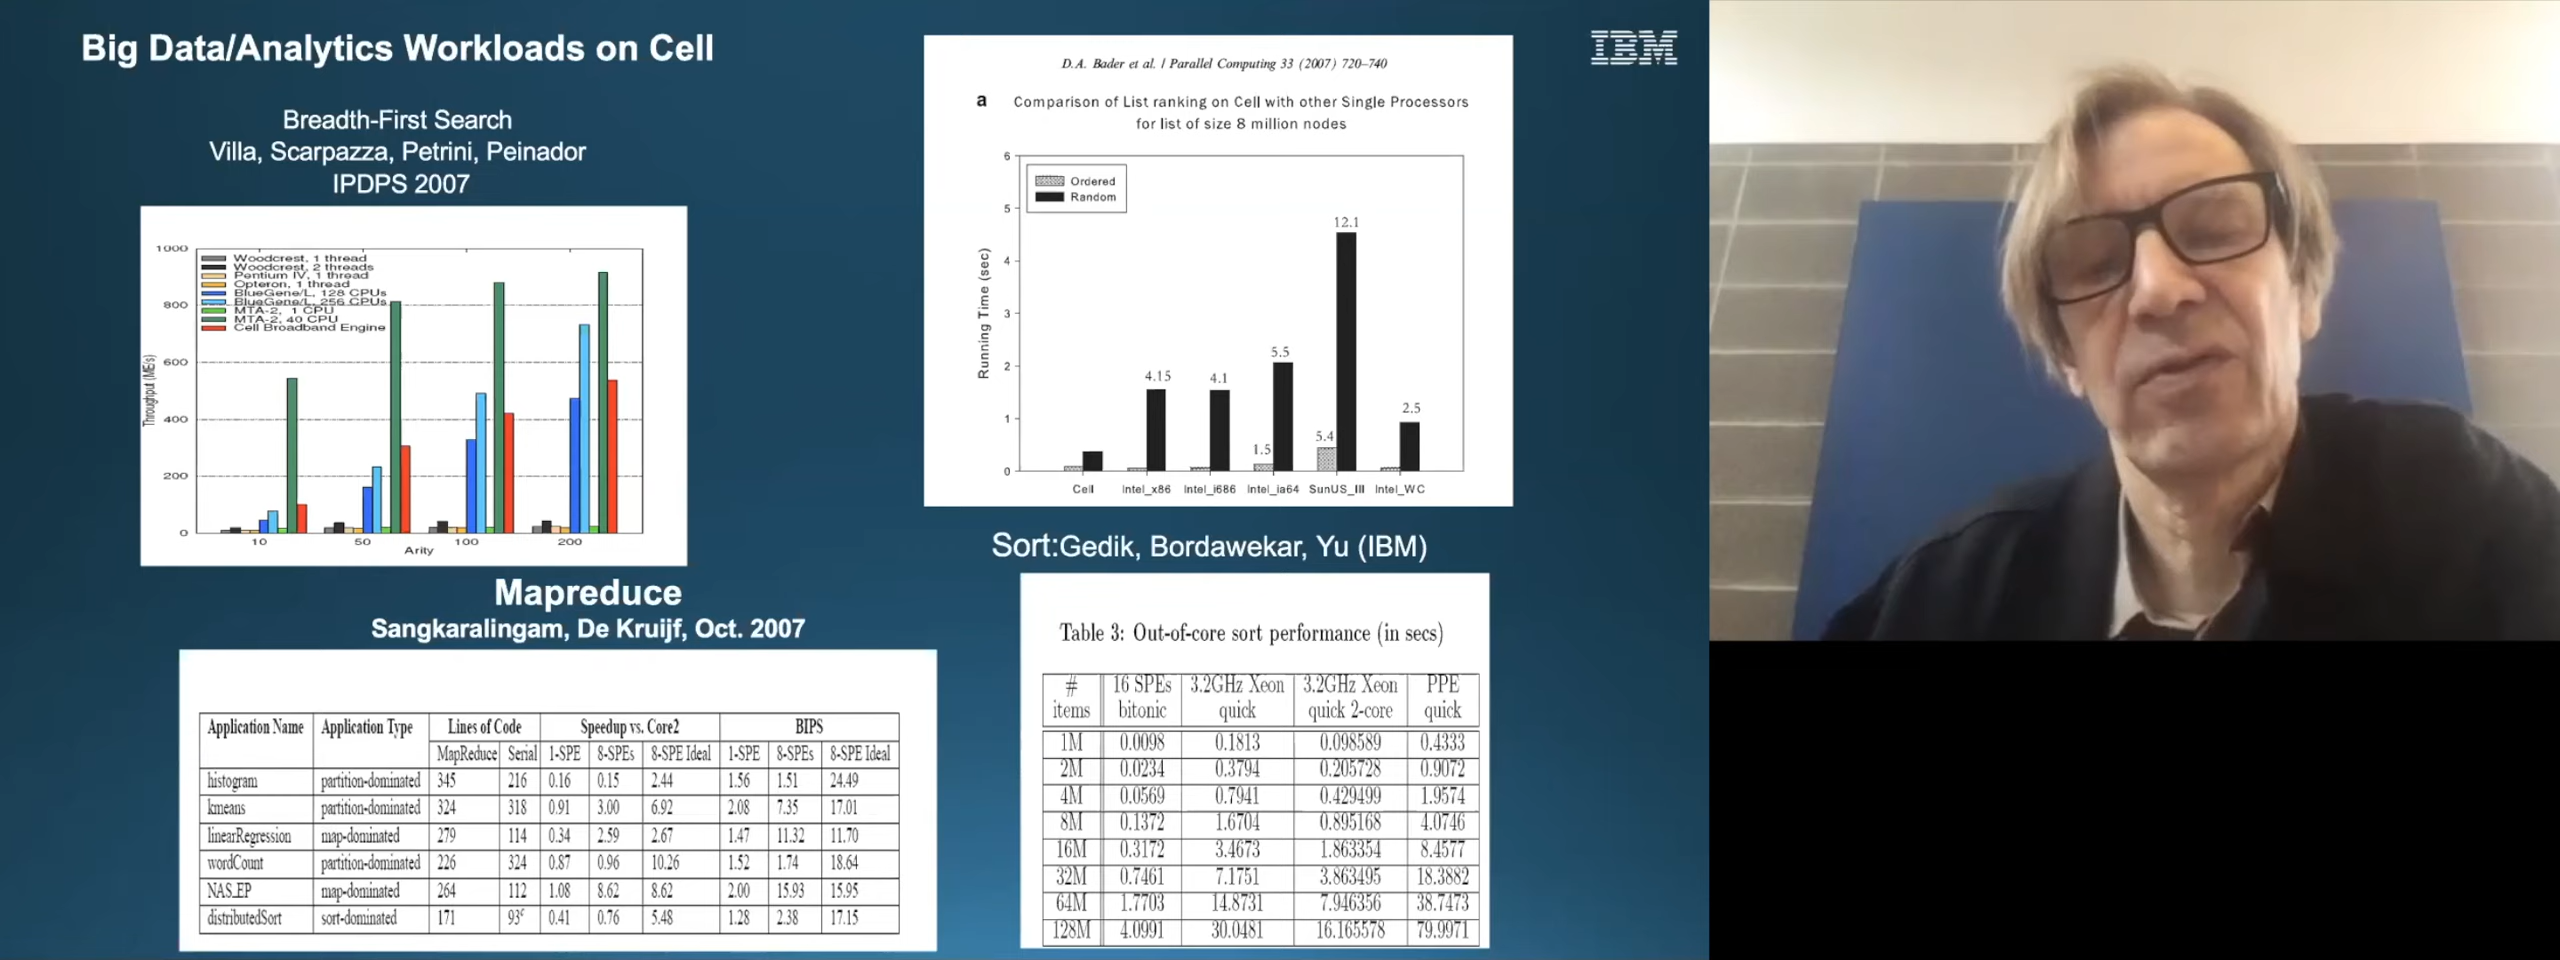 Big Data/Analytics Workloads on Cell
IBM
Breadth-First Search
Villa, Scarpazza, Petrini, Peinador
IPDPS 2007
1000
800
600
400
200
0
Throughput (ME/s)
Woodcrest, 1 thread
Woodcrest, 2 threads
Pentium IV, 1 thread
Opteron, 1 thread
BlueGene/L, 128 CPUs
BlueGene/L, 256 CPUs
MTA-2, 1 CPU
MTA-2, 40 CPU
Cell Broadband Engine
10 50 100 200
Arity
D.A. Bader et al. / Parallel Computing 33 (2007) 720–740
a Comparison of List ranking on Cell with other Single Processors
for list of size 8 million nodes
6
5
4
3
2
1
0
Running Time (sec)
Ordered
Random
4.15
4.1
1.5
5.5
5.4
12.1
2.5
Cell Intel_x86 Intel_i686 Intel_ia64 SunUS_III Intel_WC
Mapreduce
Sangkaralingam, De Kruijf, Oct. 2007
Application Name Application Type Lines of Code Speedup vs. Core2 BIPS
MapReduce Serial 1-SPE 8-SPEs 8-SPE Ideal 1-SPE 8-SPEs 8-SPE Ideal
histogram partition-dominated 345 216 0.16 0.15 2.44 1.56 1.51 24.49
kmeans partition-dominated 324 318 0.91 3.00 6.92 2.08 7.35 17.01
linearRegression map-dominated 279 114 0.34 2.59 2.67 1.47 11.32 11.70
wordCount partition-dominated 226 324 0.87 0.96 10.26 1.52 1.74 18.64
NAS_EP map-dominated 264 112 1.08 8.62 8.62 2.00 15.93 15.95
distributedSort sort-dominated 171 93c 0.41 0.76 5.48 1.28 2.38 17.15
Sort:Gedik, Bordawekar, Yu (IBM)
Table 3: Out-of-core sort performance (in secs)
# 16 SPEs 3.2GHz Xeon 3.2GHz Xeon PPE
items bitonic quick quick 2-core quick
1M 0.0098 0.1813 0.098589 0.4333
2M 0.0234 0.3794 0.205728 0.9072
4M 0.0569 0.7941 0.429499 1.9574
8M 0.1372 1.6704 0.895168 4.0746
16M 0.3172 3.4673 1.863354 8.4577
32M 0.7461 7.1751 3.863495 18.3882
64M 1.7703 14.8731 7.946356 38.7473
128M 4.0991 30.0481 16.165578 79.9971